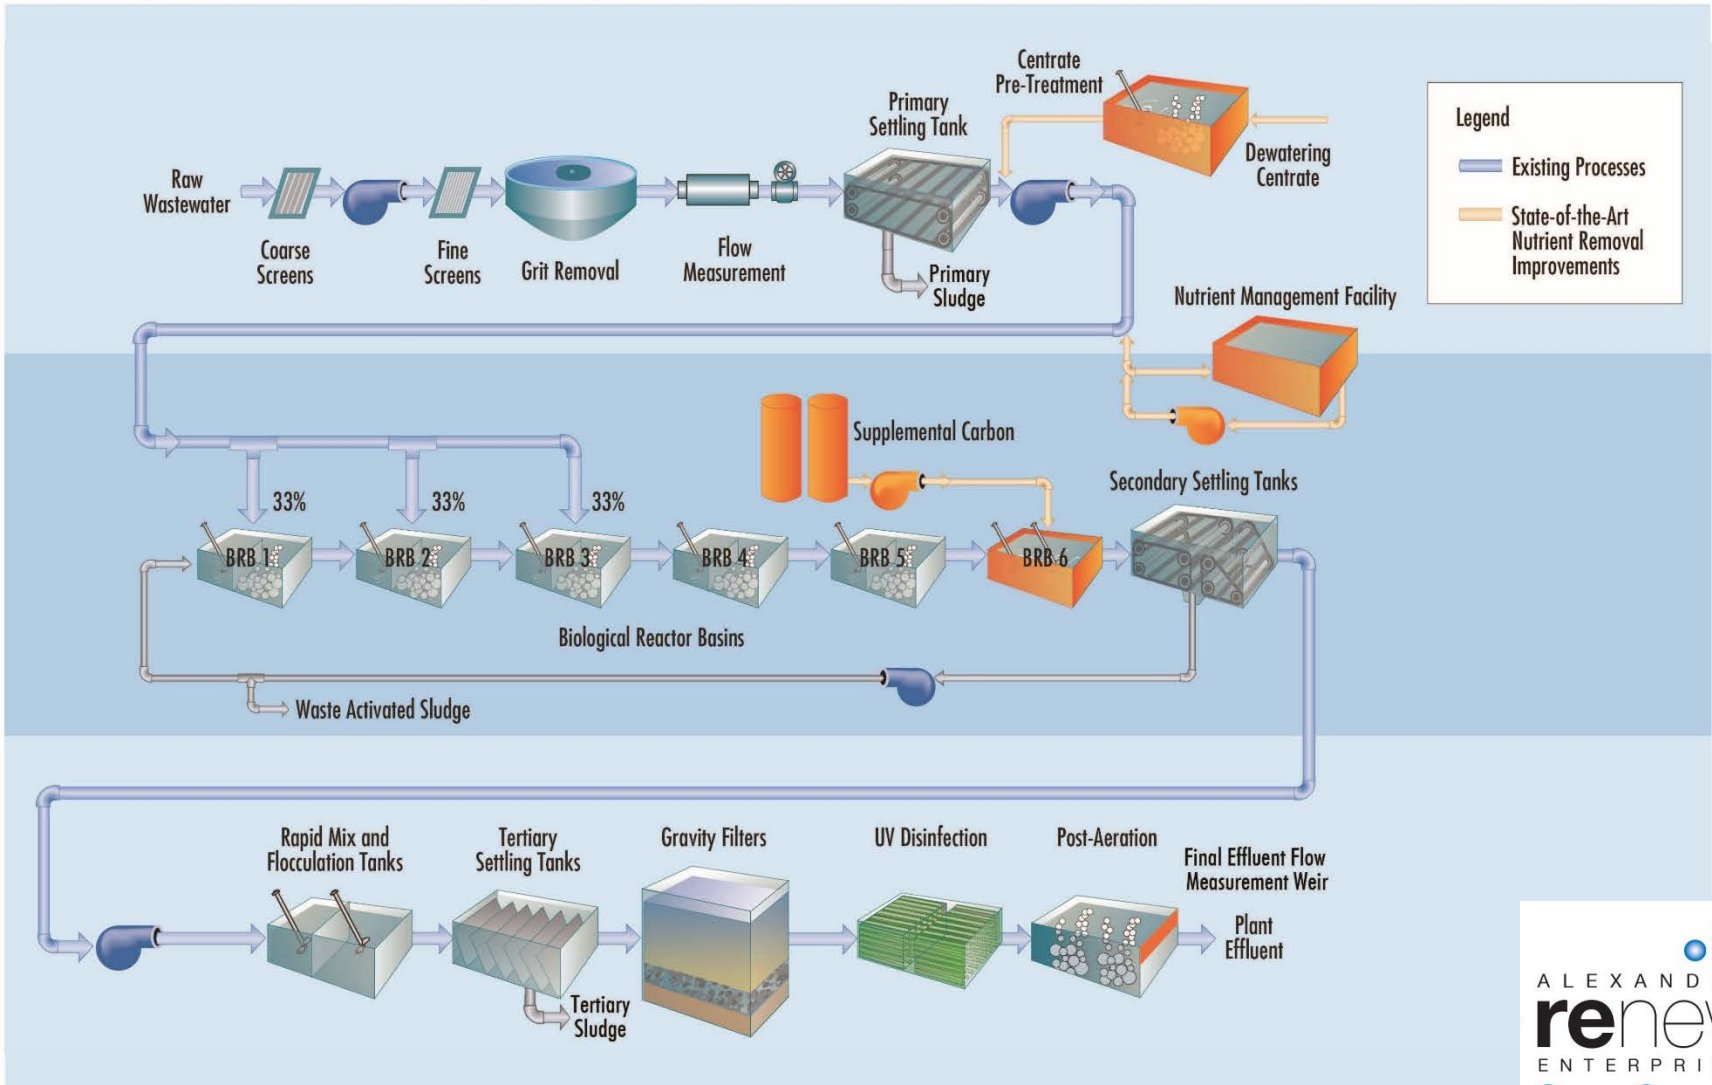 Centrate
Pre-Treatment
Primary
Settling Tank
Legend
Existing Processes
State-of-the-Art
Nutrient Removal
Improvements
Dewatering
Centrate
Raw
Wastewater
Coarse
Screens
Fine
Screens
Grit Removal
Flow
Measurement
Primary
Sludge
Nutrient Management Facility
Supplemental Carbon
Secondary Settling Tanks
33%
33%
33%
BRB 1
BRB 2
BRB 3
BRB 4
BRB 5
BRB 6
Biological Reactor Basins
Waste Activated Sludge
Rapid Mix and
Flocculation Tanks
Tertiary
Settling Tanks
Gravity Filters
UV Disinfection
Post-Aeration
Final Effluent Flow
Measurement Weir
Plant
Effluent
Tertiary
Sludge
ALEXAND
renew
ENTERPRI